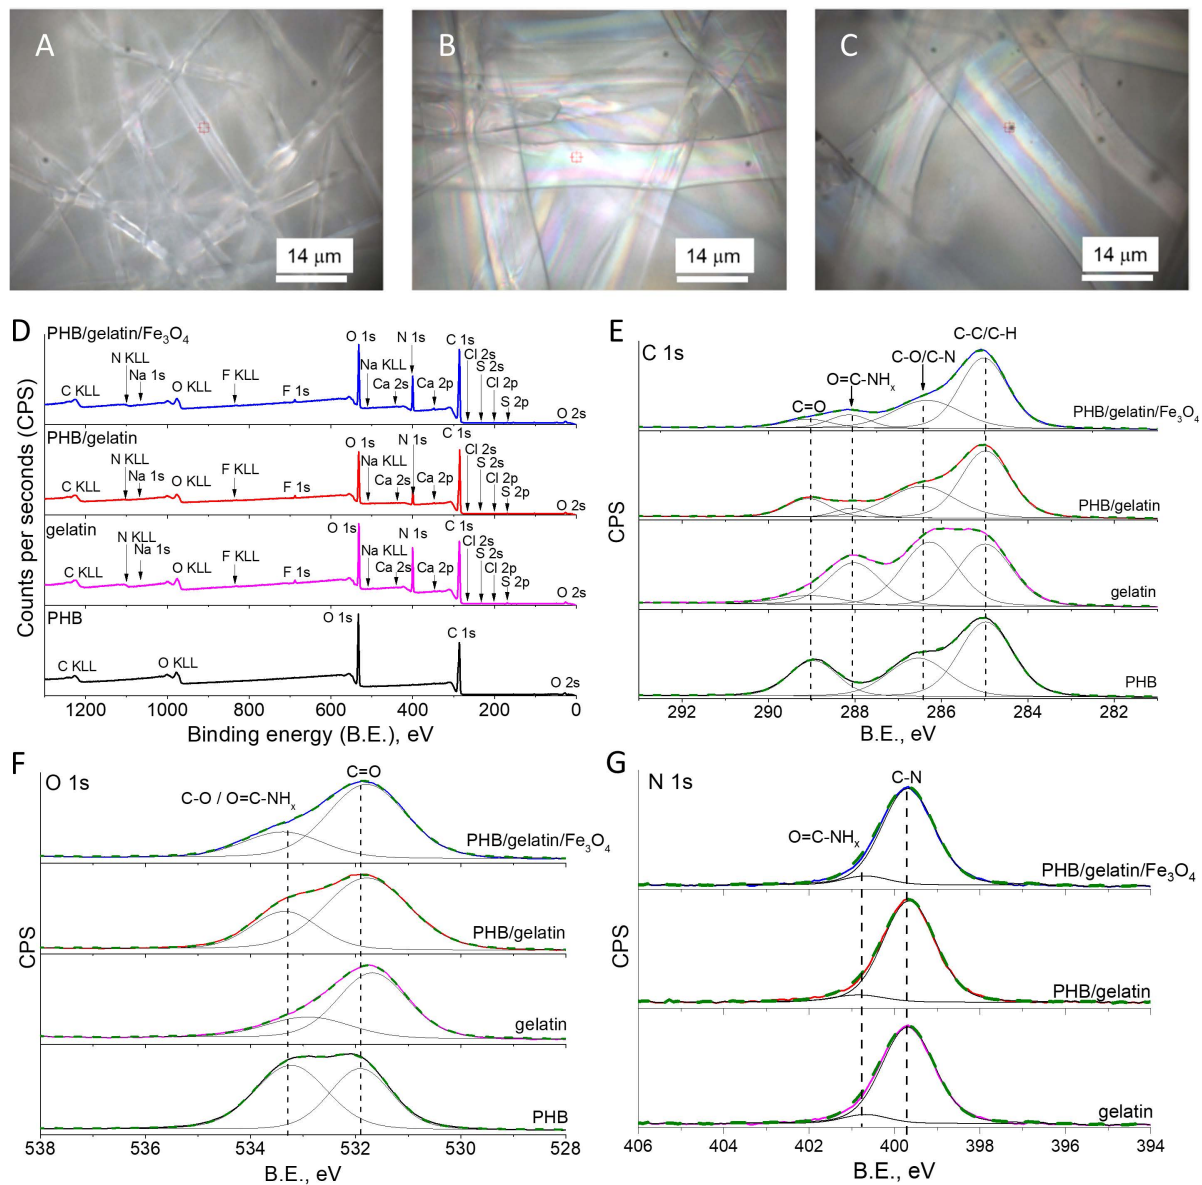 A
B
C
14 μm
14 μm
14 μm
D
PHB/gelatin/Fe3O4
C KLL
N KLL
Na 1s
O KLL
F KLL
F 1s
O 1s
Na KLL
Ca 2s
N 1s
Ca 2p
C 1s
Cl 2s
S 2s
Cl 2p
S 2p
O 2s
PHB/gelatin
C KLL
N KLL
Na 1s
O KLL
F KLL
F 1s
O 1s
Na KLL
Ca 2s
N 1s
Ca 2p
C 1s
Cl 2s
S 2s
Cl 2p
S 2p
O 2s
gelatin
C KLL
N KLL
Na 1s
O KLL
F KLL
F 1s
O 1s
Na KLL
Ca 2s
N 1s
Ca 2p
C 1s
Cl 2s
S 2s
Cl 2p
S 2p
O 2s
PHB
C KLL
O KLL
O 1s
C 1s
O 2s
Counts per seconds (CPS)
1200 1000 800 600 400 200 0
Binding energy (B.E.), eV
E
C 1s
C=O
O=C-NHx
C-O/C-N
C-C/C-H
PHB/gelatin/Fe3O4
PHB/gelatin
gelatin
PHB
CPS
292 290 288 286 284 282
B.E., eV
F
O 1s
C-O / O=C-NHx
C=O
PHB/gelatin/Fe3O4
PHB/gelatin
gelatin
PHB
CPS
538 536 534 532 530 528
B.E., eV
G
N 1s
O=C-NHx
C-N
PHB/gelatin/Fe3O4
PHB/gelatin
gelatin
CPS
406 404 402 400 398 396 394
B.E., eV